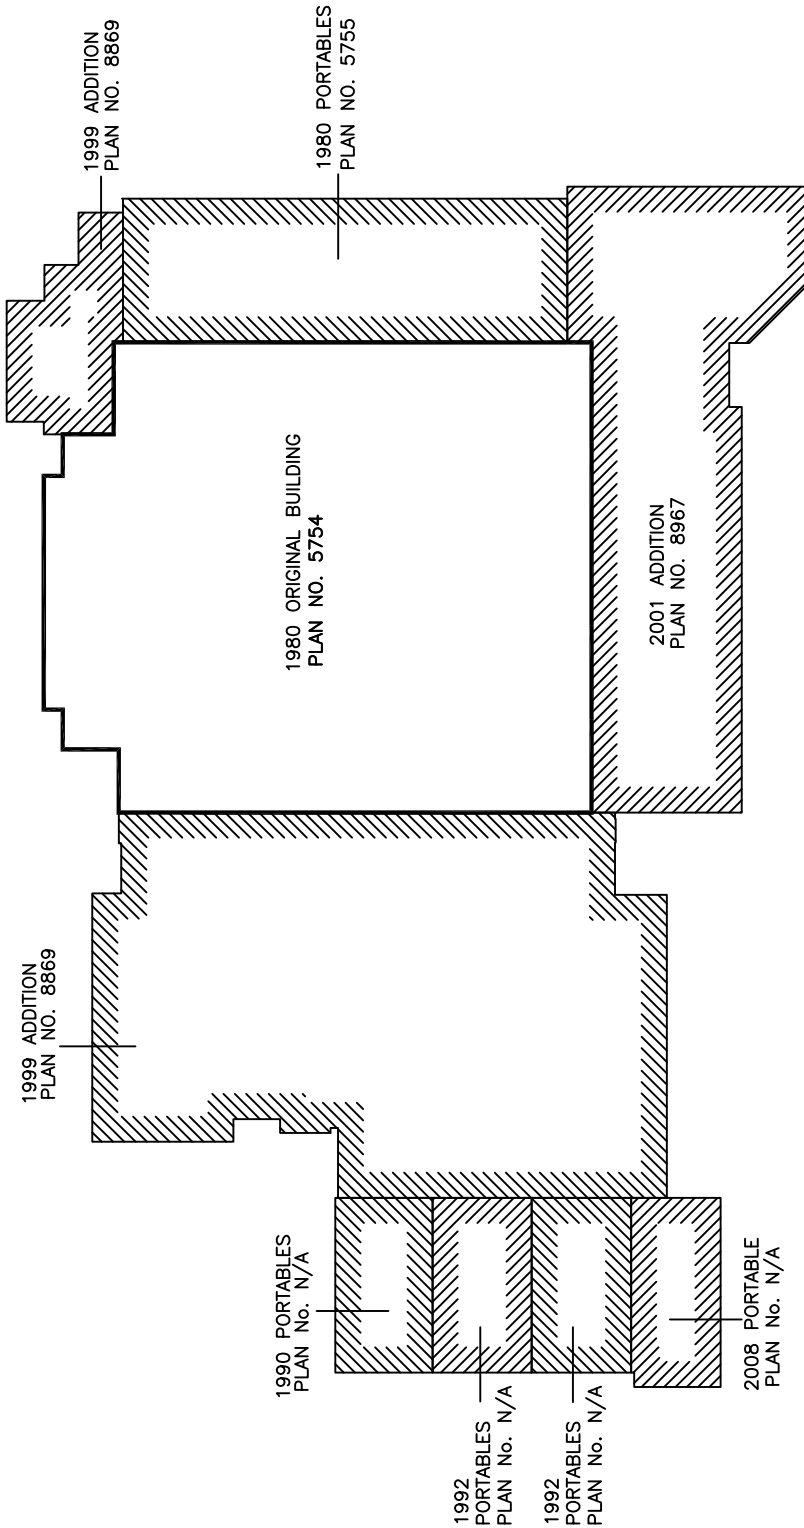 1999 ADDITION
PLAN NO. 8869
1980 PORTABLES
PLAN NO. 5755
1980 ORIGINAL BUILDING
PLAN NO. 5754
2001 ADDITION
PLAN NO. 8967
1999 ADDITION
PLAN NO. 8869
1990 PORTABLES
PLAN No. N/A
1992
PORTABLES
PLAN No. N/A
1992
PORTABLES
PLAN No. N/A
2008 PORTABLE
PLAN No. N/A